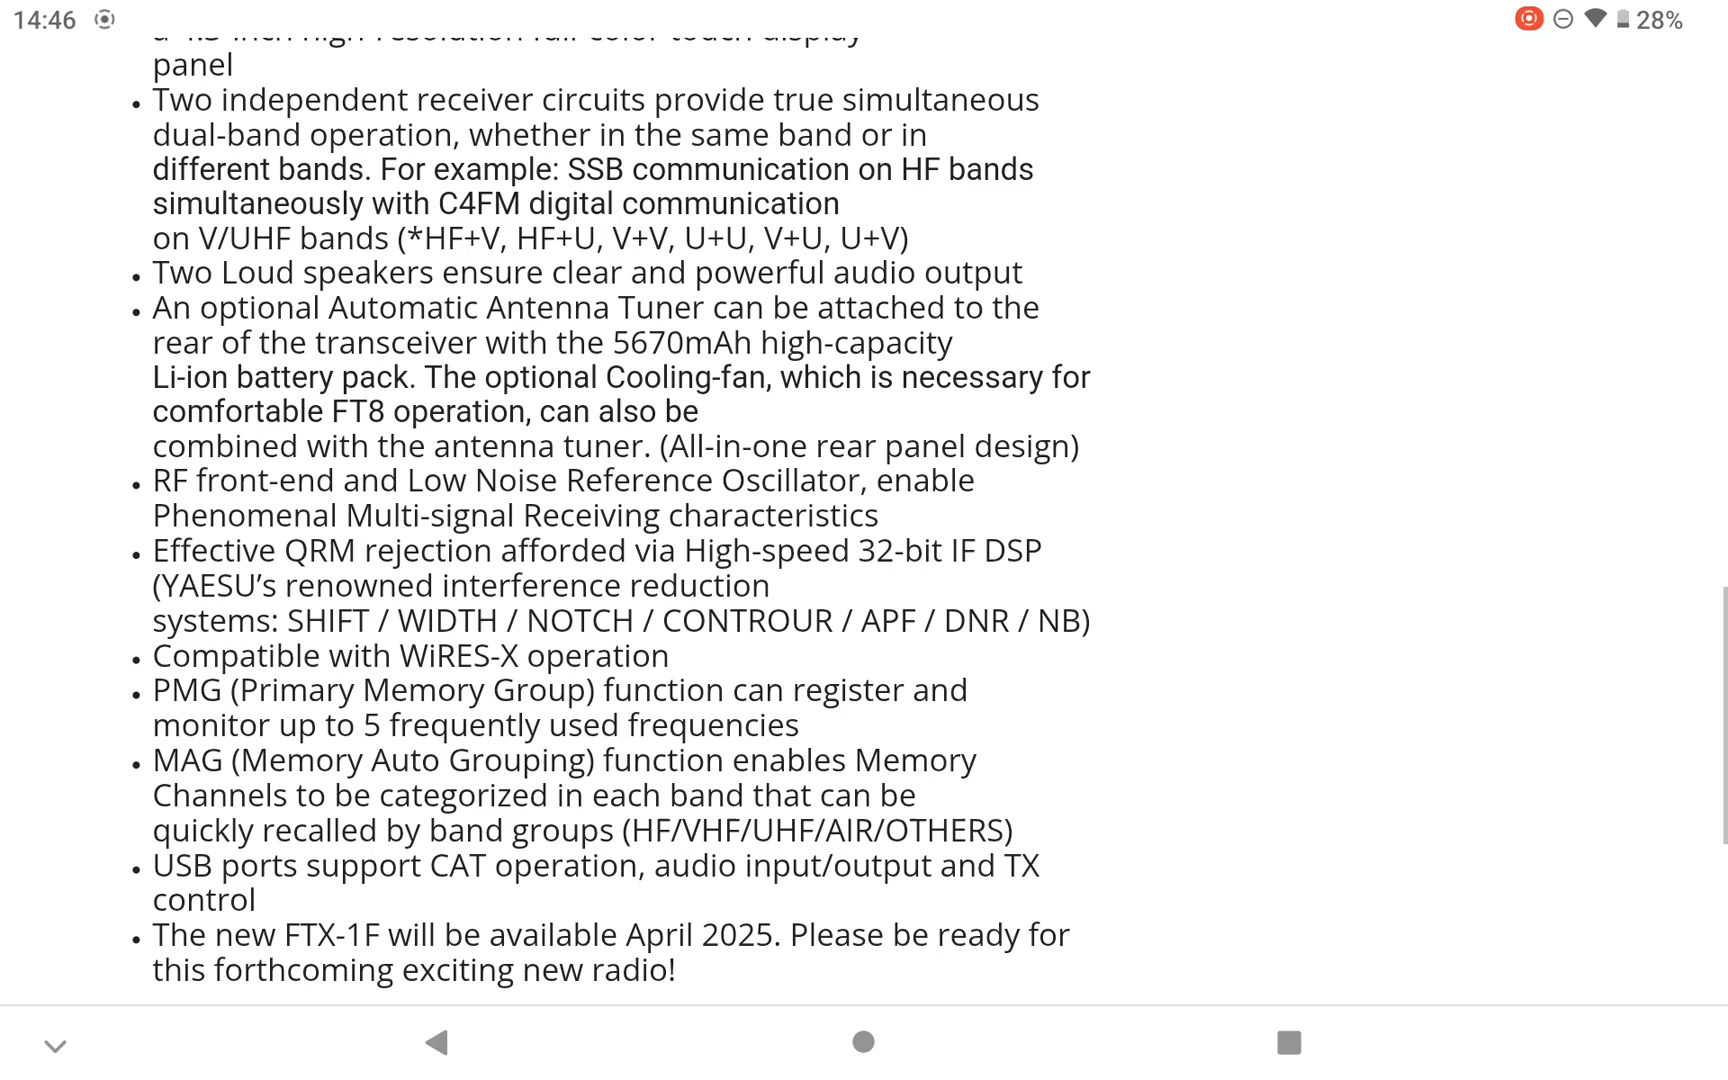 14:46
28%
panel
Two independent receiver circuits provide true simultaneous
dual-band operation, whether in the same band or in
different bands. For example: SSB communication on HF bands
simultaneously with C4FM digital communication
on V/UHF bands (*HF+V, HF+U, V+V, U+U, V+U, U+V)
Two Loud speakers ensure clear and powerful audio output
An optional Automatic Antenna Tuner can be attached to the
rear of the transceiver with the 5670mAh high-capacity
Li-ion battery pack. The optional Cooling-fan, which is necessary for
comfortable FT8 operation, can also be
combined with the antenna tuner. (All-in-one rear panel design)
RF front-end and Low Noise Reference Oscillator, enable
Phenomenal Multi-signal Receiving characteristics
Effective QRM rejection afforded via High-speed 32-bit IF DSP
(YAESU’s renowned interference reduction
systems: SHIFT / WIDTH / NOTCH / CONTROUR / APF / DNR / NB)
Compatible with WiRES-X operation
PMG (Primary Memory Group) function can register and
monitor up to 5 frequently used frequencies
MAG (Memory Auto Grouping) function enables Memory
Channels to be categorized in each band that can be
quickly recalled by band groups (HF/VHF/UHF/AIR/OTHERS)
USB ports support CAT operation, audio input/output and TX
control
The new FTX-1F will be available April 2025. Please be ready for
this forthcoming exciting new radio!